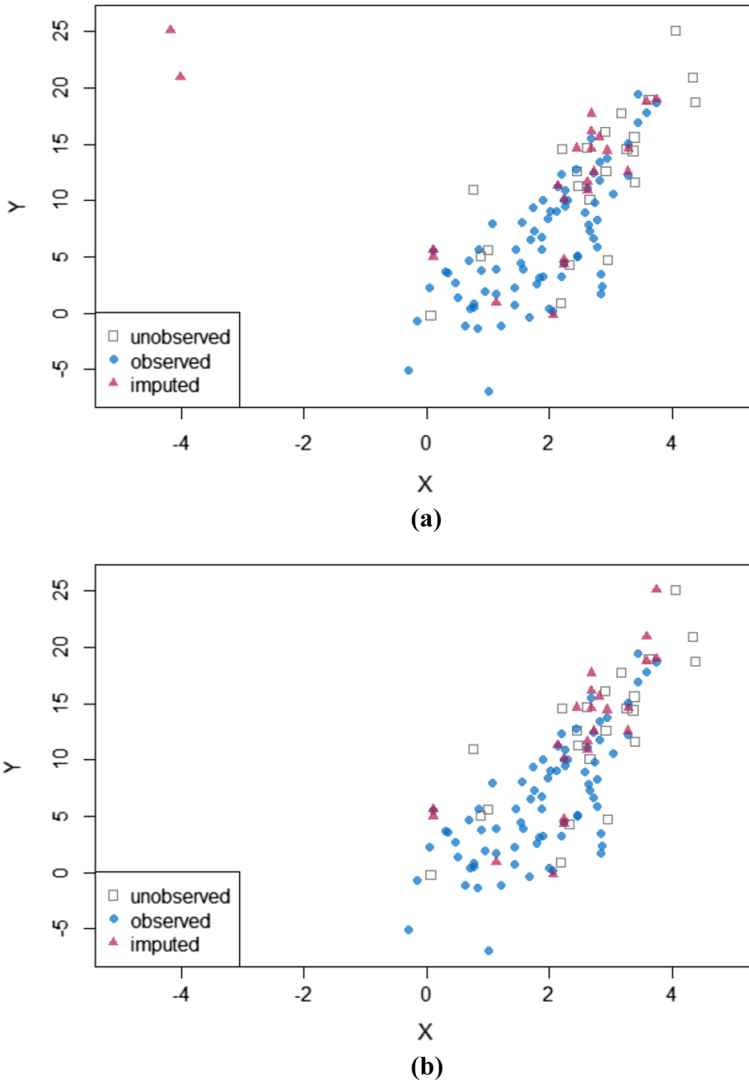 25
20
15
10
5
0
-5
Y
unobserved
observed
imputed
-4 -2 0 2 4
X
(a)
25
20
15
10
5
0
-5
Y
unobserved
observed
imputed
-4 -2 0 2 4
X
(b)